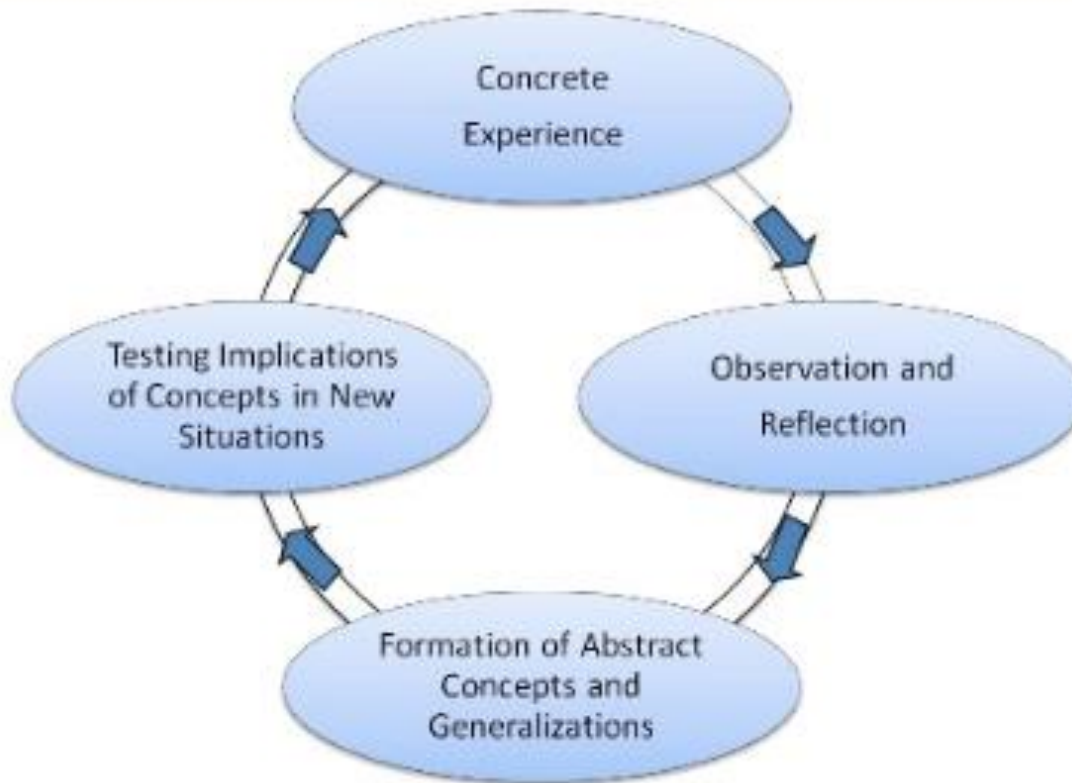 Concrete
Experience
Observation and
Reflection
Formation of Abstract
Concepts and
Generalizations
Testing Implications
of Concepts in New
Situations